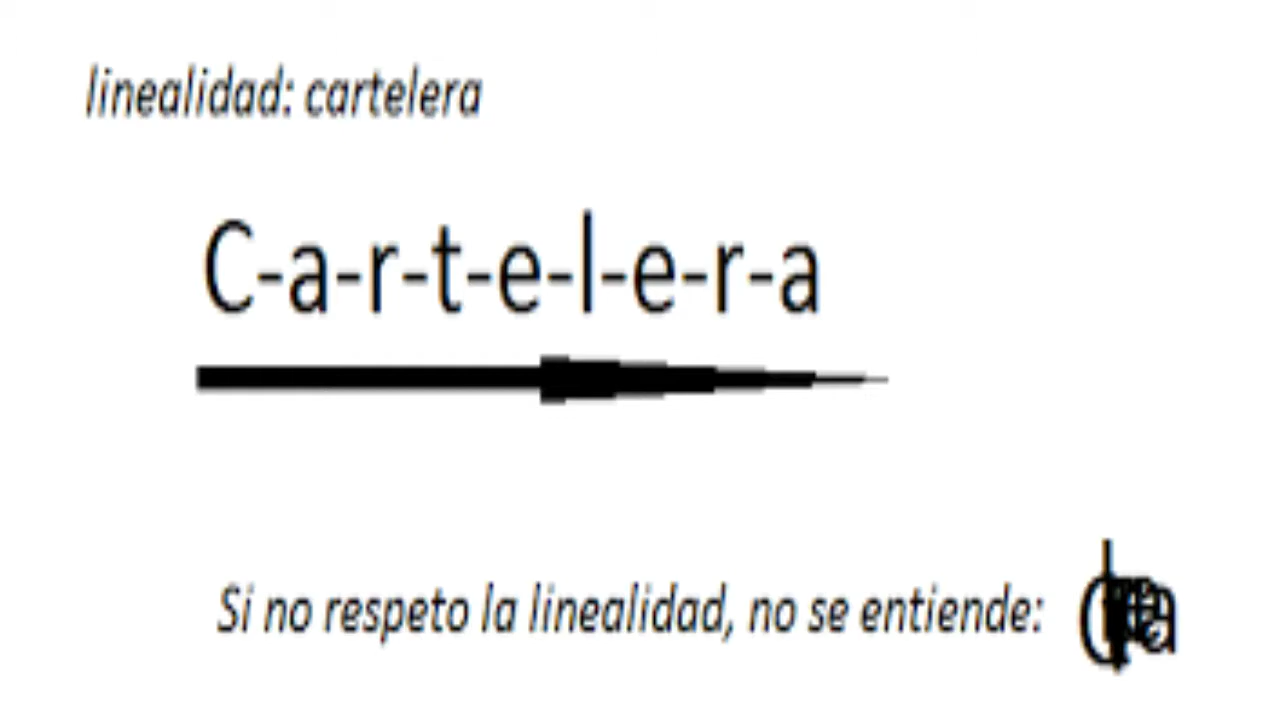 linealidad: cartelera
C-a-r-t-e-l-e-r-a
Si no respeto la linealidad, no se entiende: